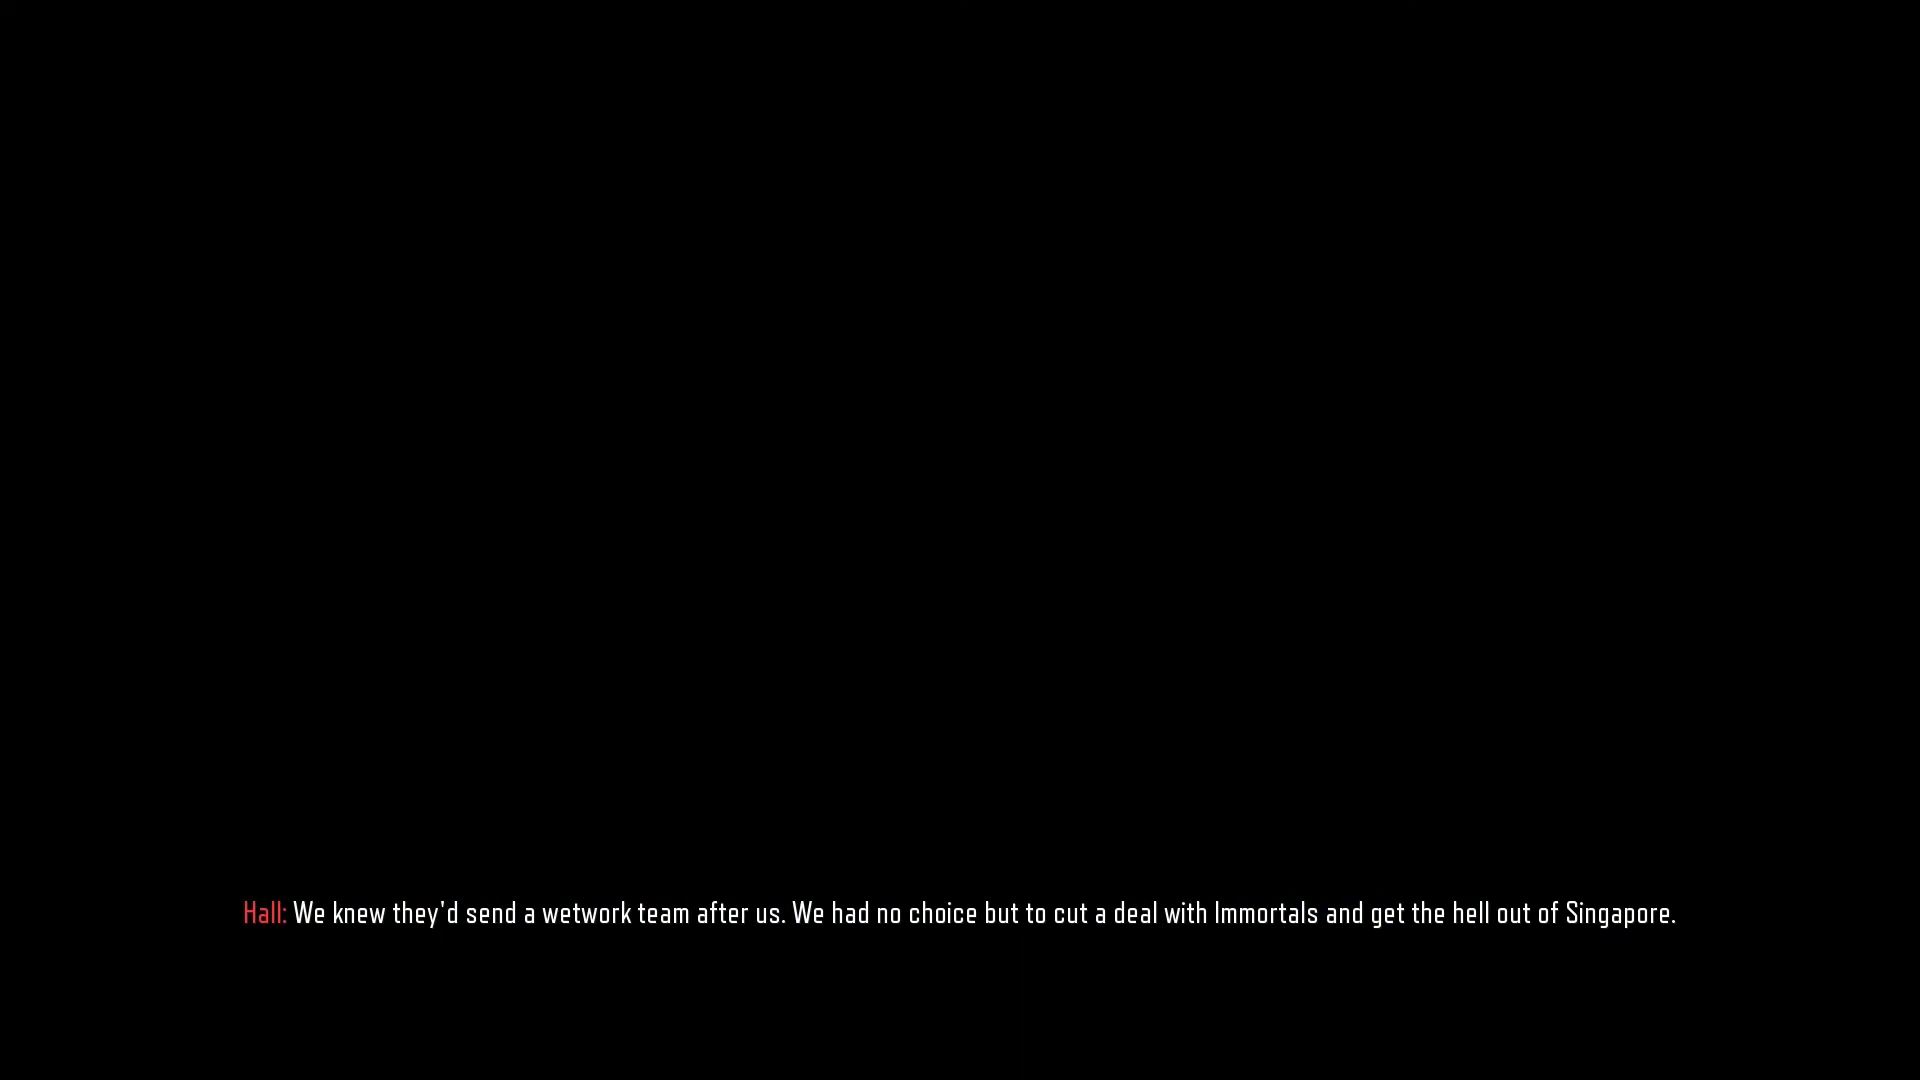 Hall: We knew they'd send a wetwork team after us. We had no choice but to cut a deal with Immortals and get the hell out of Singapore.